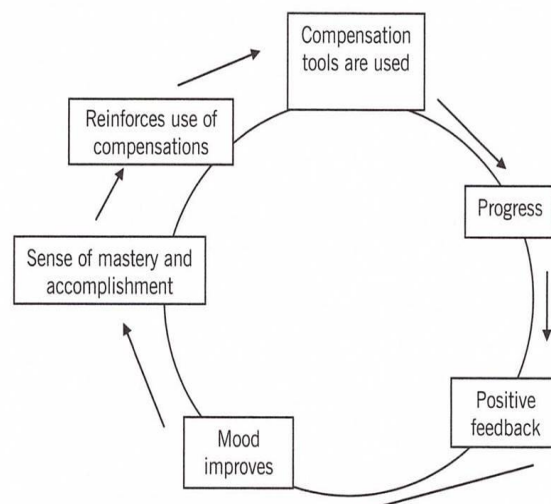 Compensation
tools are used
Progress
Positive
feedback
Mood
improves
Sense of mastery and
accomplishment
Reinforces use of
compensations